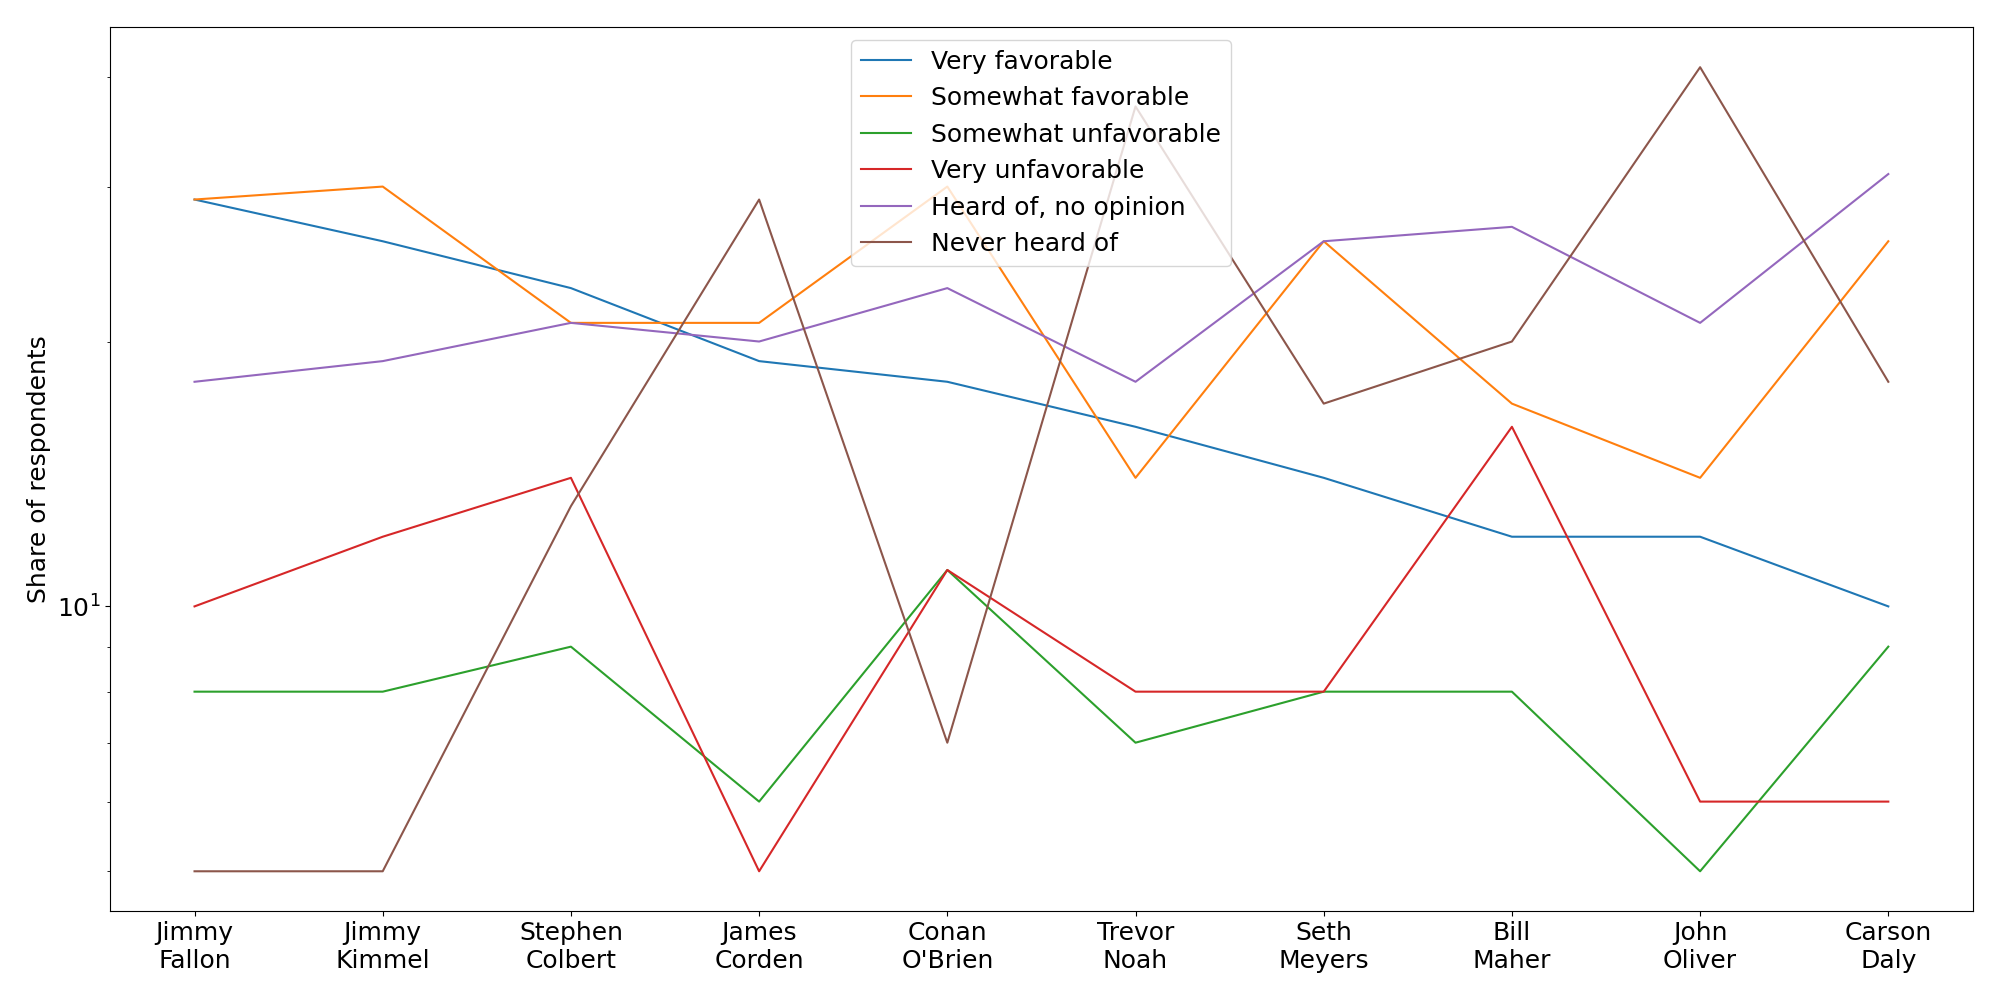 Very favorable
Somewhat favorable
Somewhat unfavorable
Very unfavorable
Heard of, no opinion
Never heard of
Share of respondents
10¹
Jimmy
Fallon
Jimmy
Kimmel
Stephen
Colbert
James
Corden
Conan
O'Brien
Trevor
Noah
Seth
Meyers
Bill
Maher
John
Oliver
Carson
Daly